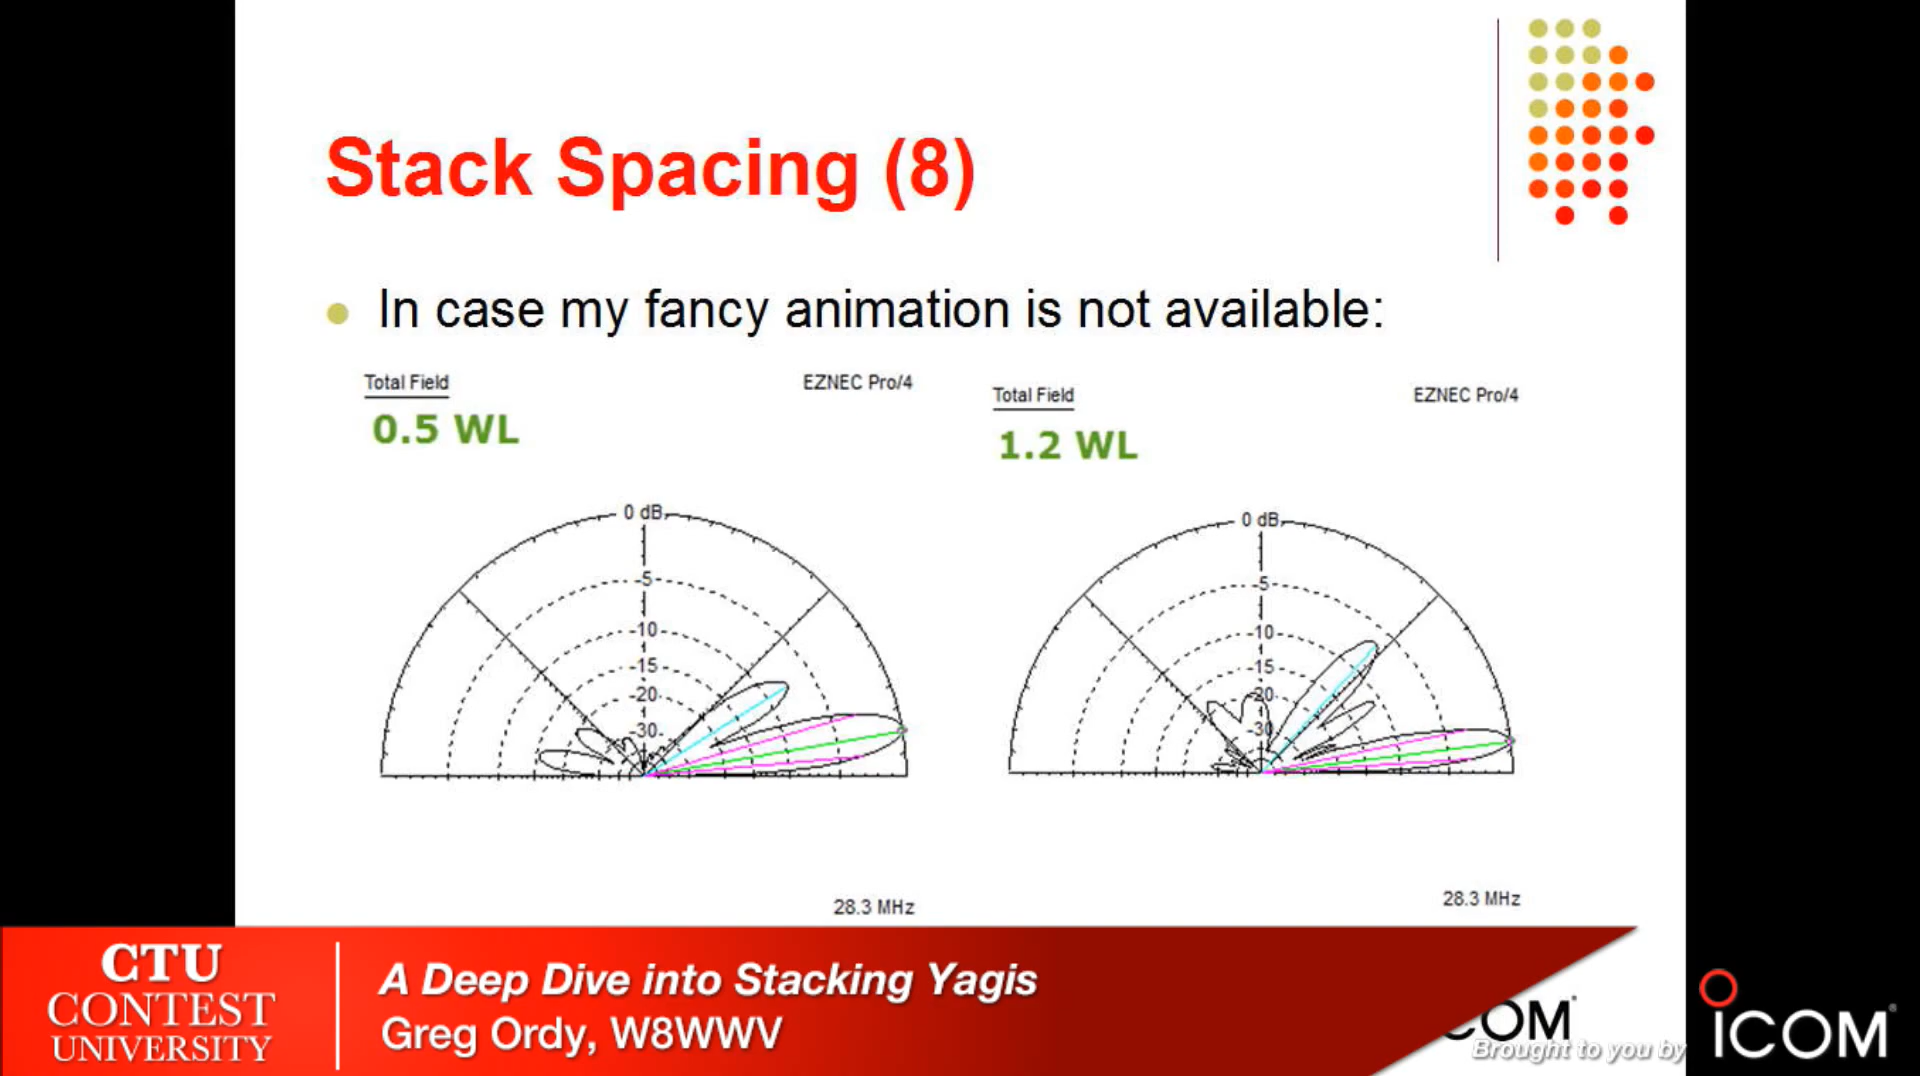 Stack Spacing (8)
In case my fancy animation is not available:
Total Field
EZNEC Pro/4
0.5 WL
0 dB
-5
-10
-15
-20
-30
28.3 MHz
Total Field
EZNEC Pro/4
1.2 WL
0 dB
-5
-10
-15
-20
-30
28.3 MHz
CTU
CONTEST
UNIVERSITY
A Deep Dive into Stacking Yagis
Greg Ordy, W8WWV
COM
Brought to you by
ICOM